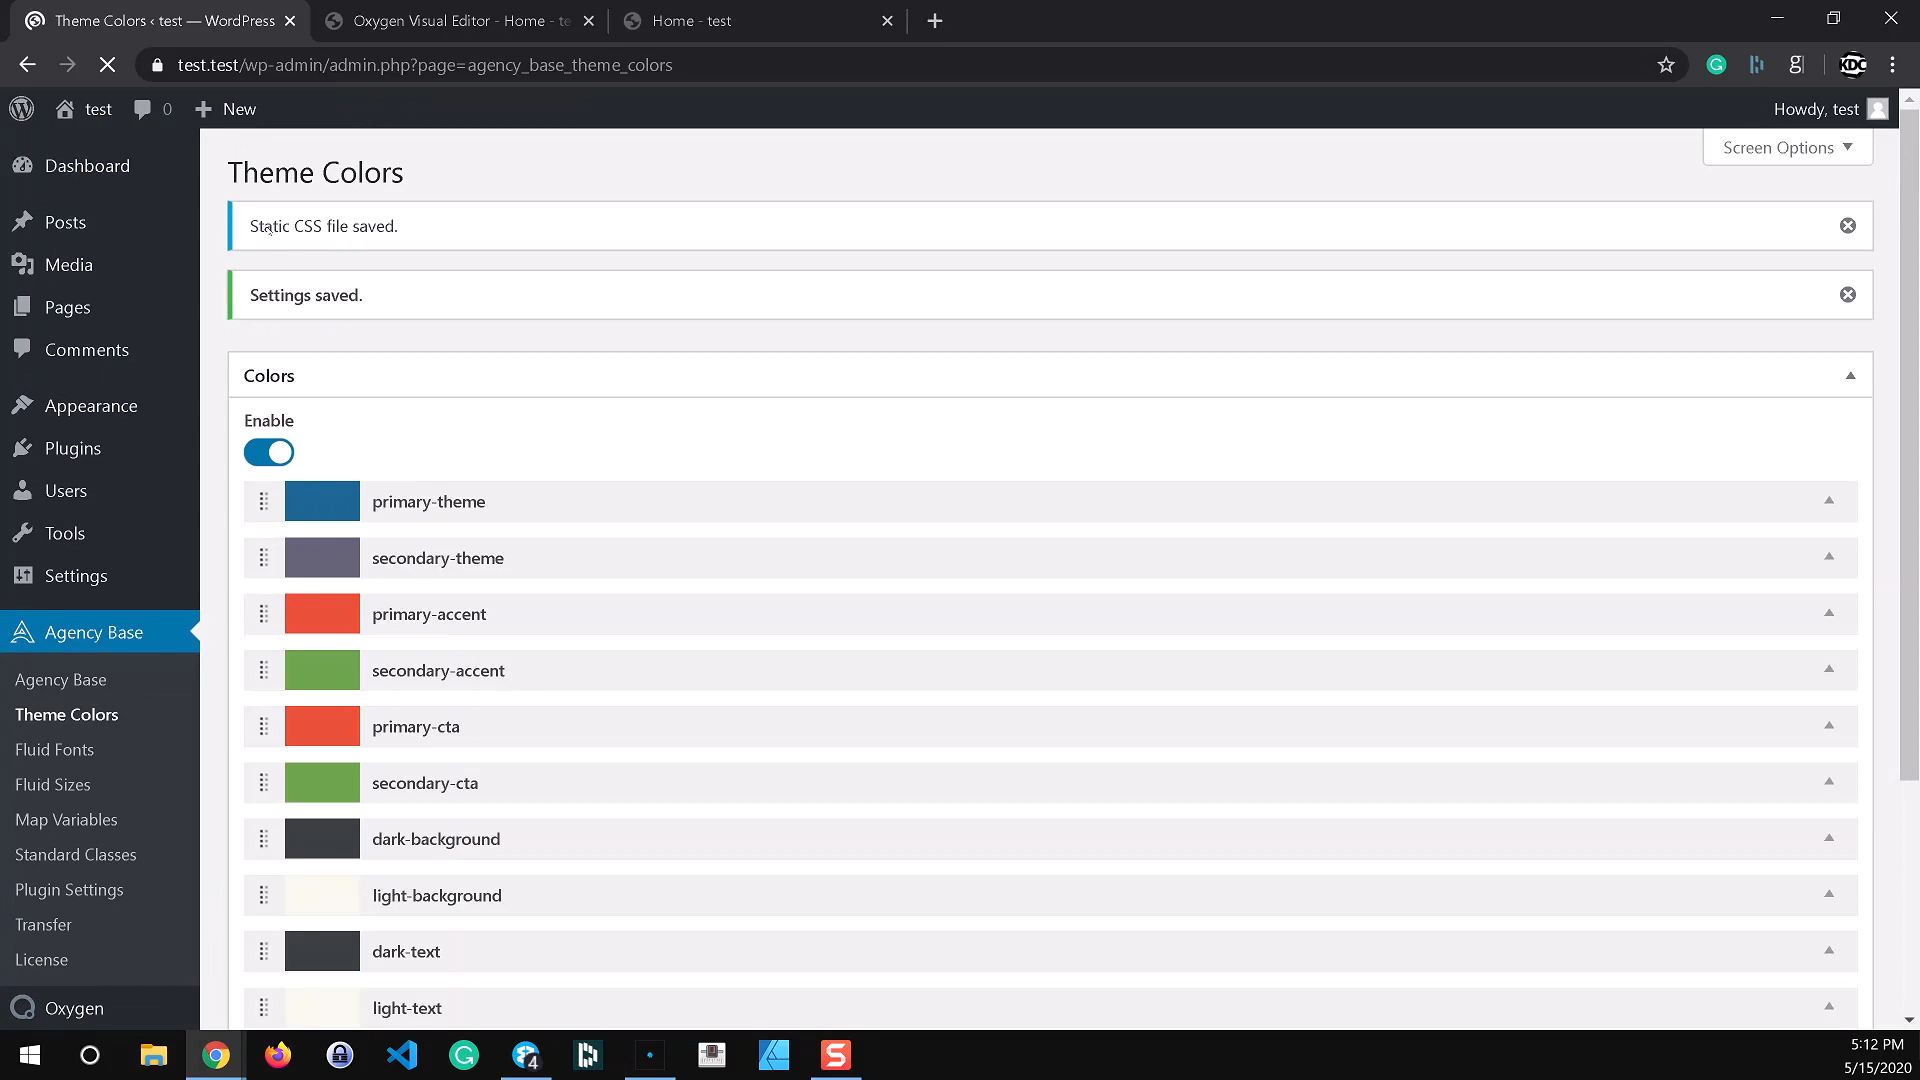 Theme Colors ‹ test — WordPress
Oxygen Visual Editor - Home - te
Home - test
test.test/wp-admin/admin.php?page=agency_base_theme_colors
KDC
test
0
New
Howdy, test
Screen Options
Dashboard
Posts
Media
Pages
Comments
Appearance
Plugins
Users
Tools
Settings
Agency Base
Agency Base
Theme Colors
Fluid Fonts
Fluid Sizes
Map Variables
Standard Classes
Plugin Settings
Transfer
License
Oxygen
Theme Colors
Static CSS file saved.
Settings saved.
Colors
Enable
primary-theme
secondary-theme
primary-accent
secondary-accent
primary-cta
secondary-cta
dark-background
light-background
dark-text
light-text
4
5:12 PM
5/15/2020